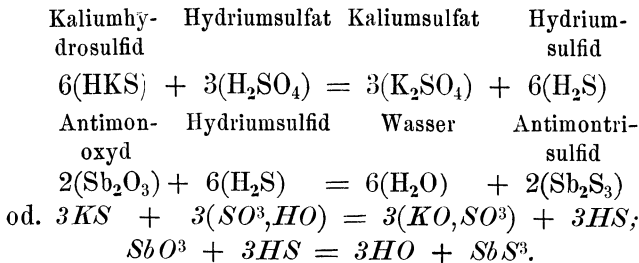 Kaliumhy- Hydriumsulfat Kaliumsulfat Hydrium-
drosulfid sulfid
6(HKS) + 3(H₂SO₄) = 3(K₂SO₄) + 6(H₂S)
Antimon- Hydriumsulfid Wasser Antimontri-
oxyd sulfid
2(Sb₂O₃) + 6(H₂S) = 6(H₂O) + 2(Sb₂S₃)
od. 3KS + 3(SO³,HO) = 3(KO,SO³) + 3HS;
SbO³ + 3HS = 3HO + SbS³.